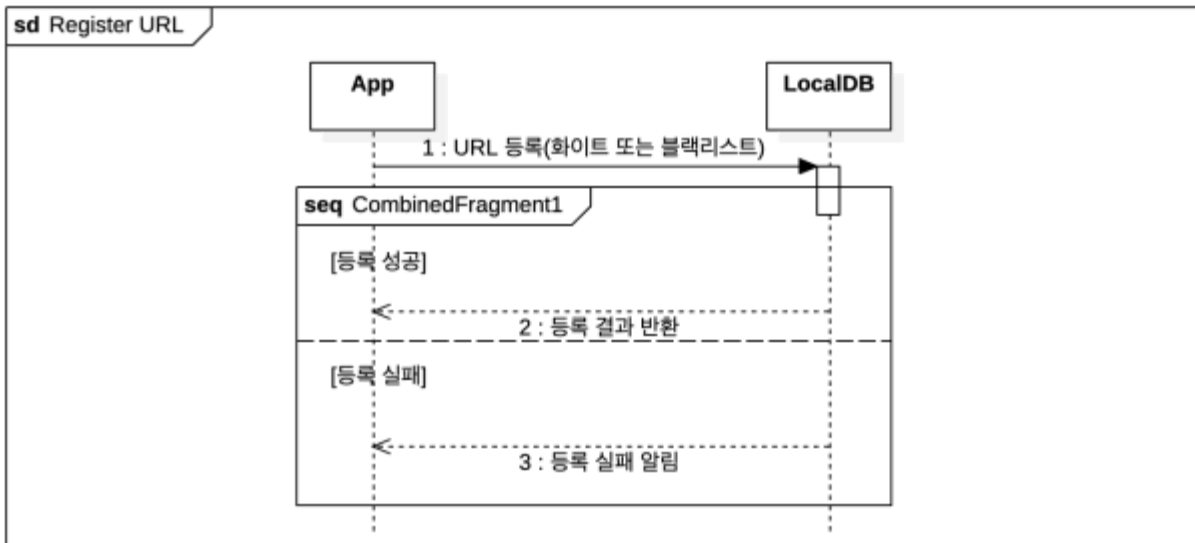 sd Register URL
App
LocalDB
1 : URL 등록(화이트 또는 블랙리스트)
seq CombinedFragment1
[등록 성공]
2 : 등록 결과 반환
[등록 실패]
3 : 등록 실패 알림